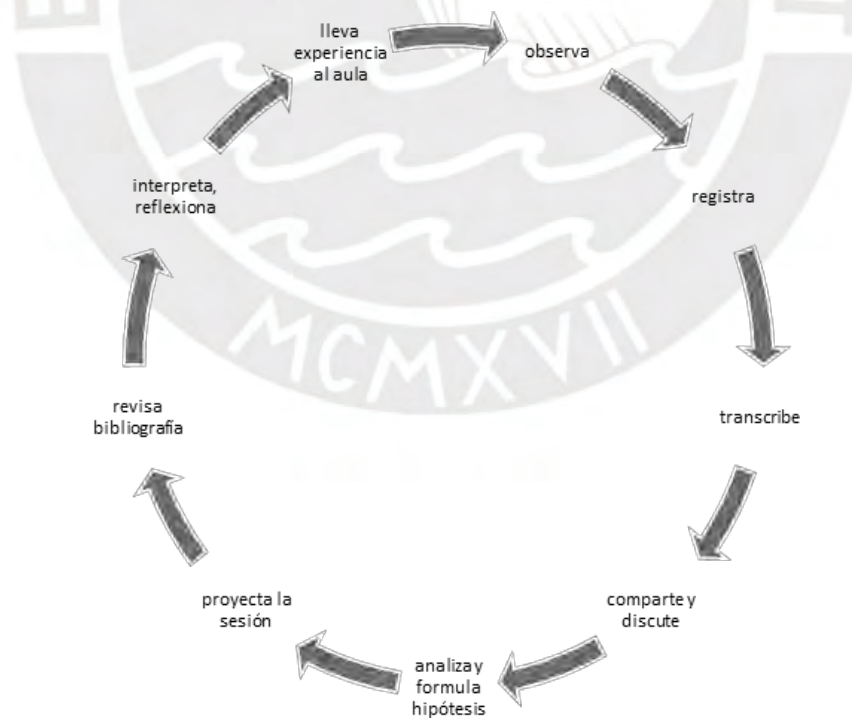 lleva
experiencia
al aula
observa
registra
transcribe
comparte y
discute
analiza y
formula
hipótesis
proyecta la
sesión
revisa
bibliografía
interpreta,
reflexiona
MCMXVII